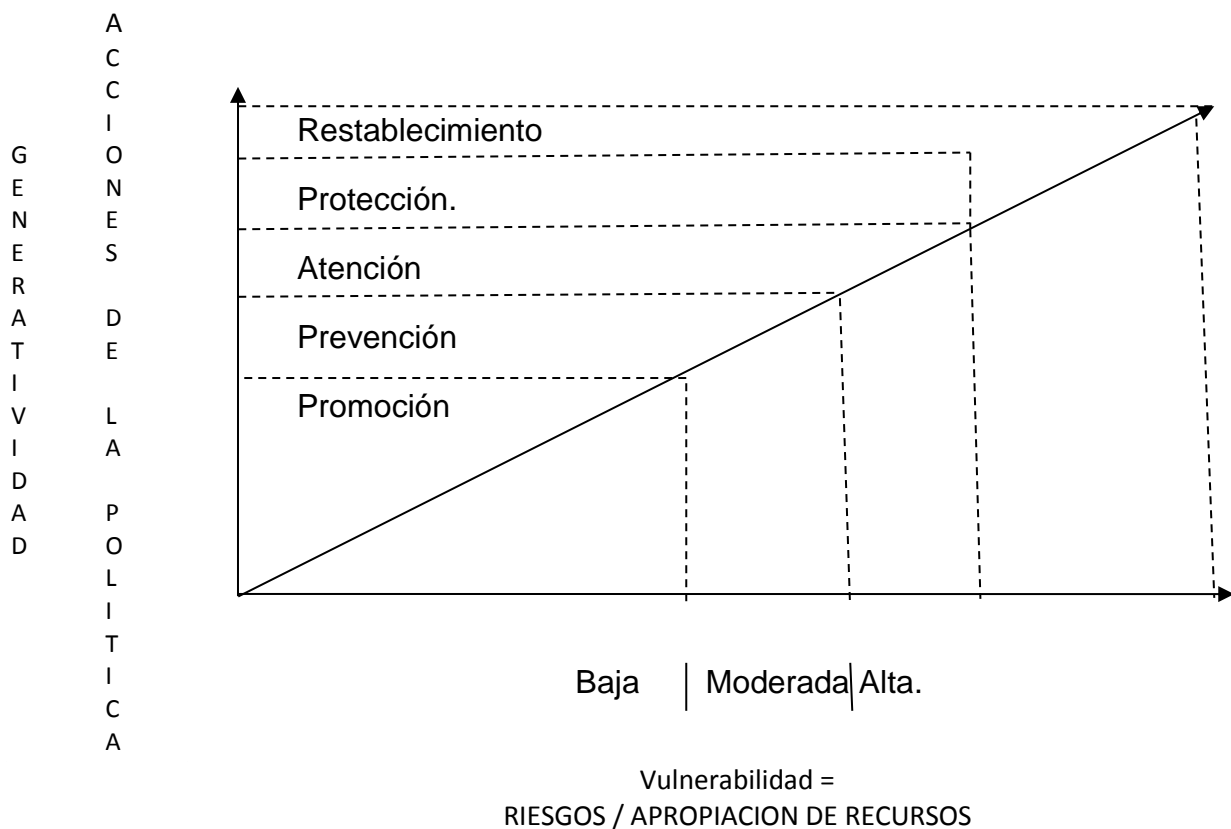 GENERATIVIDAD
ACCIONES DE LA POLITICA
Restablecimiento
Protección.
Atención
Prevención
Promoción
Baja Moderada Alta.
Vulnerabilidad =
RIESGOS / APROPIACION DE RECURSOS